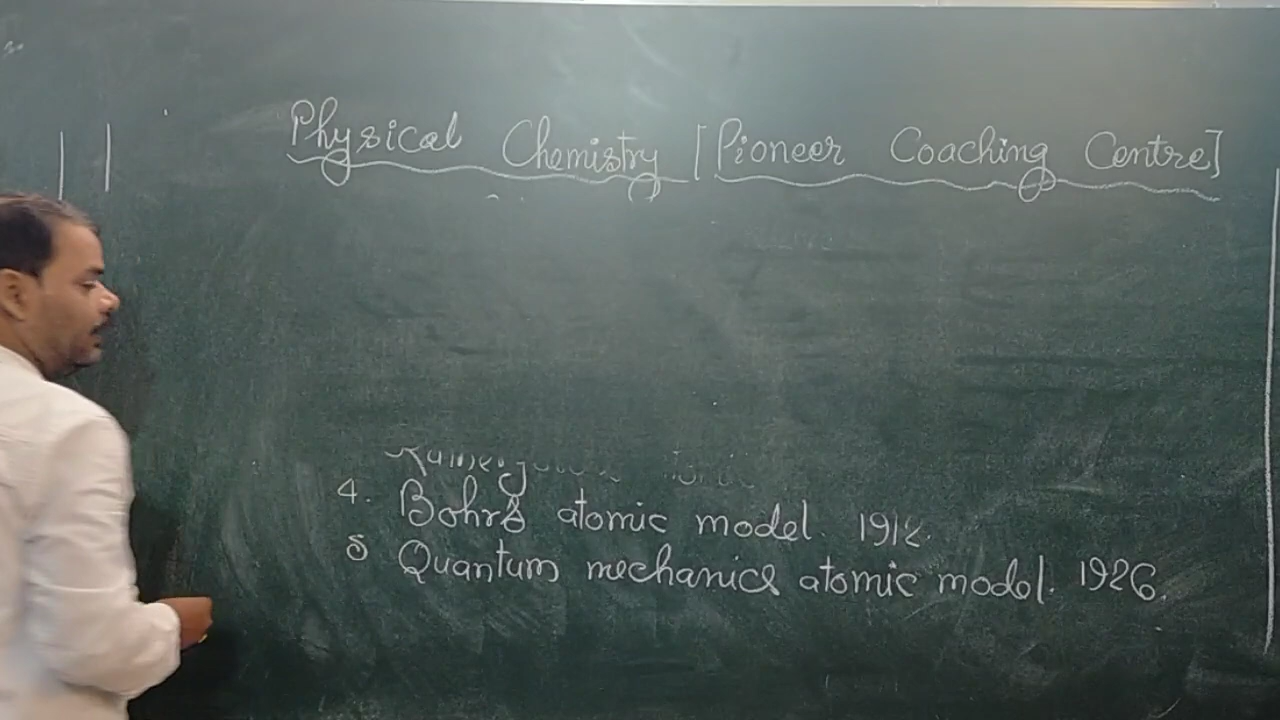 Physical Chemistry [Pioneer Coaching Centre]
4. Bohrs atomic model. 1912.
5 Quantum mechanics atomic model. 1926.